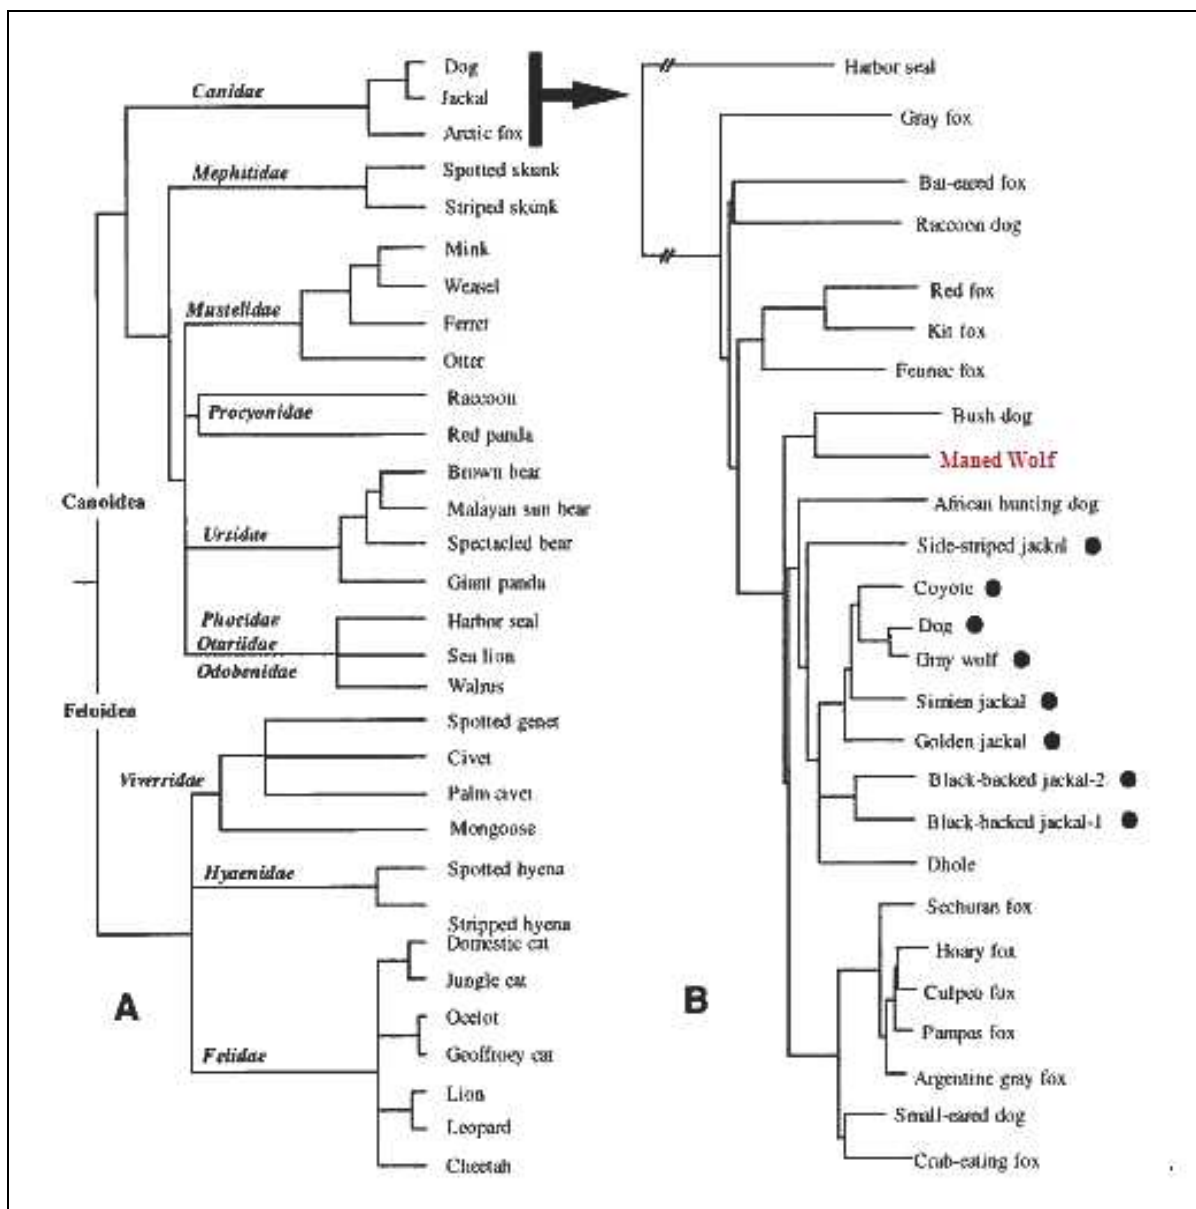 Canidae
Dog
Jackal
Arctic fox
Mephitidae
Spotted skunk
Striped skunk
Mustelidae
Mink
Weasel
Ferret
Otter
Procyonidae
Raccoon
Red panda
Canoidea
Ursidae
Brown bear
Malayan sun bear
Spectacled bear
Giant panda
Phocidae
Otariidae
Odobenidae
Harbor seal
Sea lion
Walrus
Feloidea
Viverridae
Spotted genet
Civet
Palm civet
Mongoose
Hyaenidae
Spotted hyena
Stripped hyena
Felidae
Domestic cat
Jungle cat
Ocelot
Geoffroey cat
Lion
Leopard
Cheetah
A
Harbor seal
Gray fox
Bat-eared fox
Raccoon dog
Red fox
Kit fox
Fennec fox
Bush dog
Maned Wolf
African hunting dog
Side-striped jackal
Coyote
Dog
Gray wolf
Simien jackal
Golden jackal
Black-backed jackal-2
Black-backed jackal-1
Dhole
Sechuran fox
Hoary fox
Culpeo fox
Pampas fox
Argentine gray fox
Small-eared dog
Crab-eating fox
B